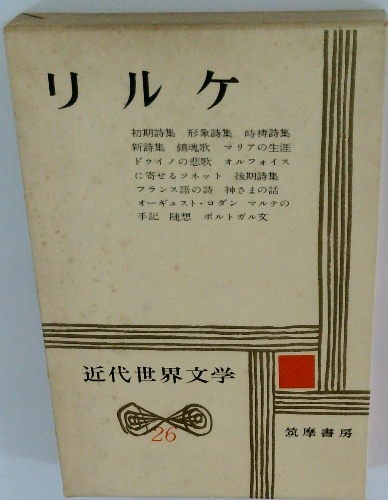 リルケ
初期詩集 形象詩集 時禱詩集
新詩集 鎮魂歌 マリアの生涯
ドゥイノの悲歌 オルフォイス
に寄せるソネット 後期詩集
フランス語の詩 神さまの話
オーギュスト・ロダン マルテの
手記 随想 ポルトガル文
近代世界文学
26
筑摩書房